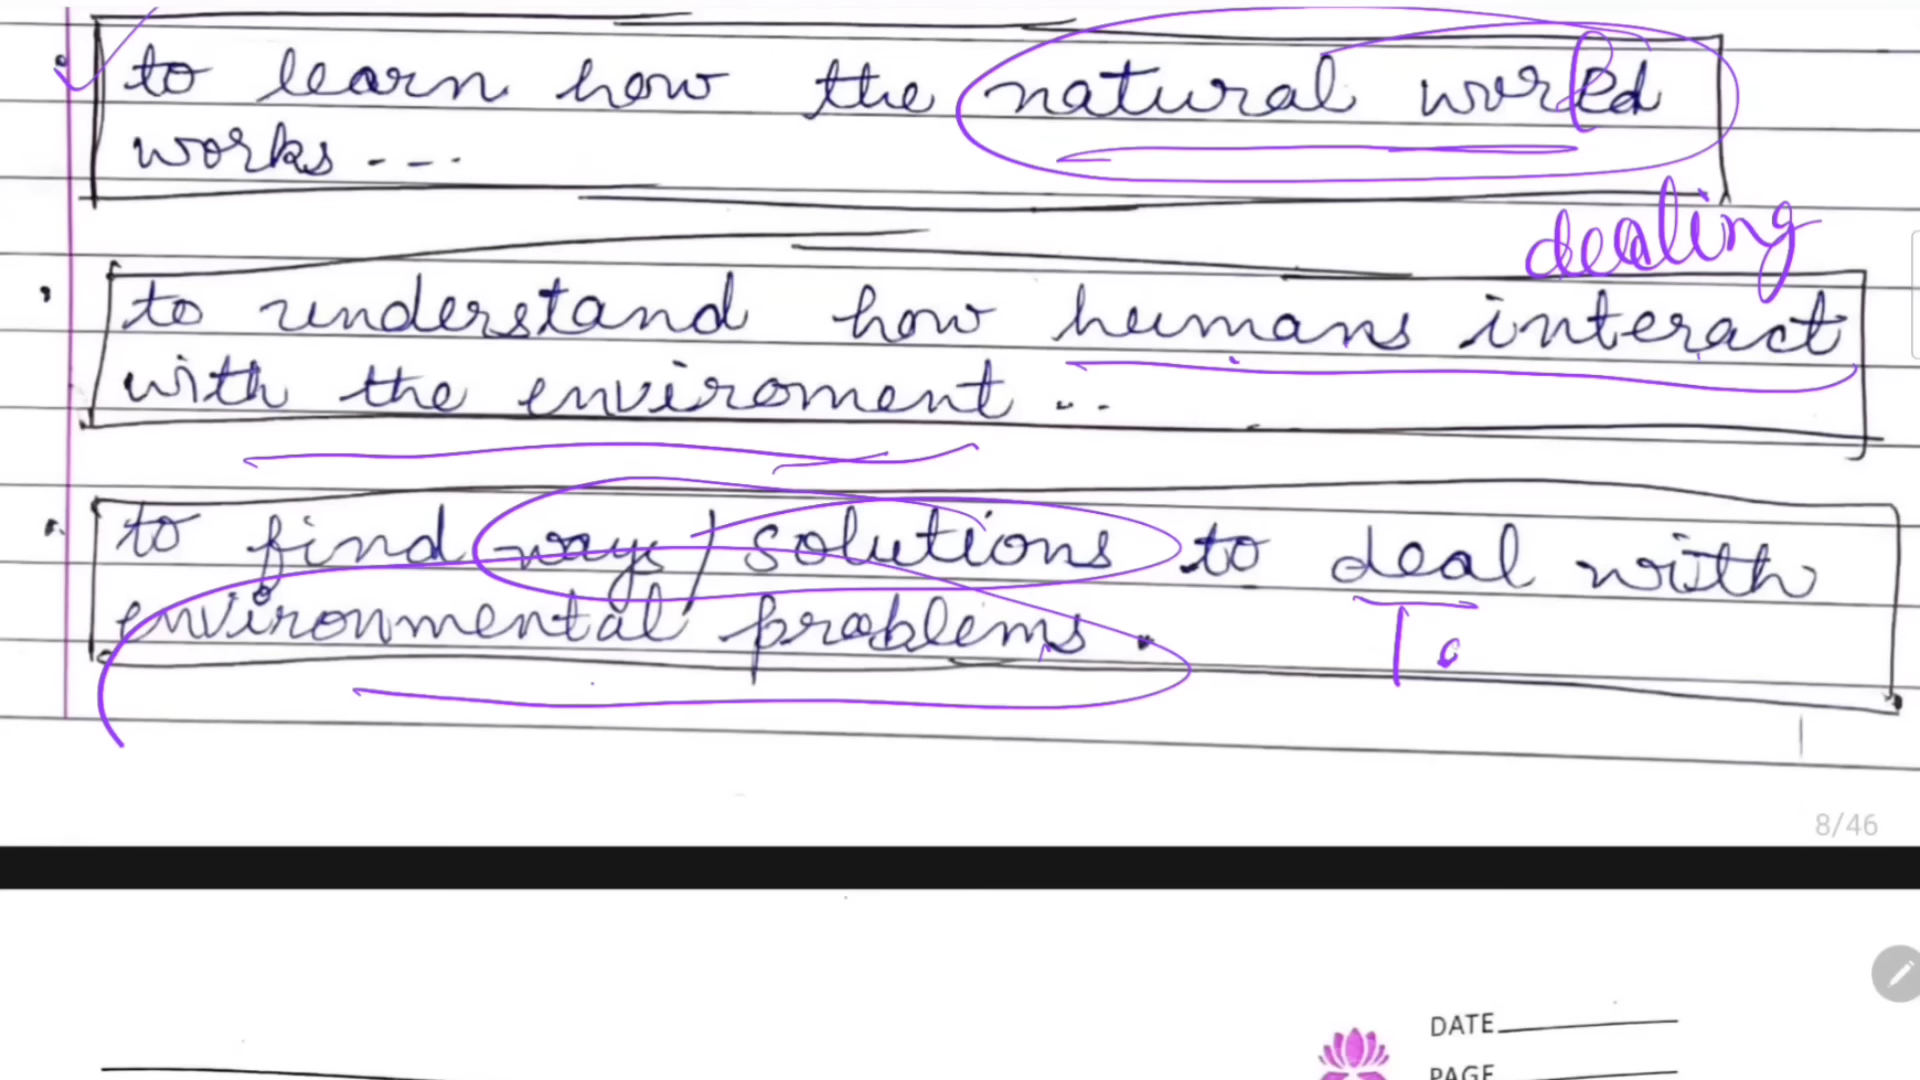 to learn how the natural world
works ---
dealing
to understand how humans interact
with the enviroment ...
to find ways / solutions to deal with
environmental problems.
To
8/46
DATE
PAGE